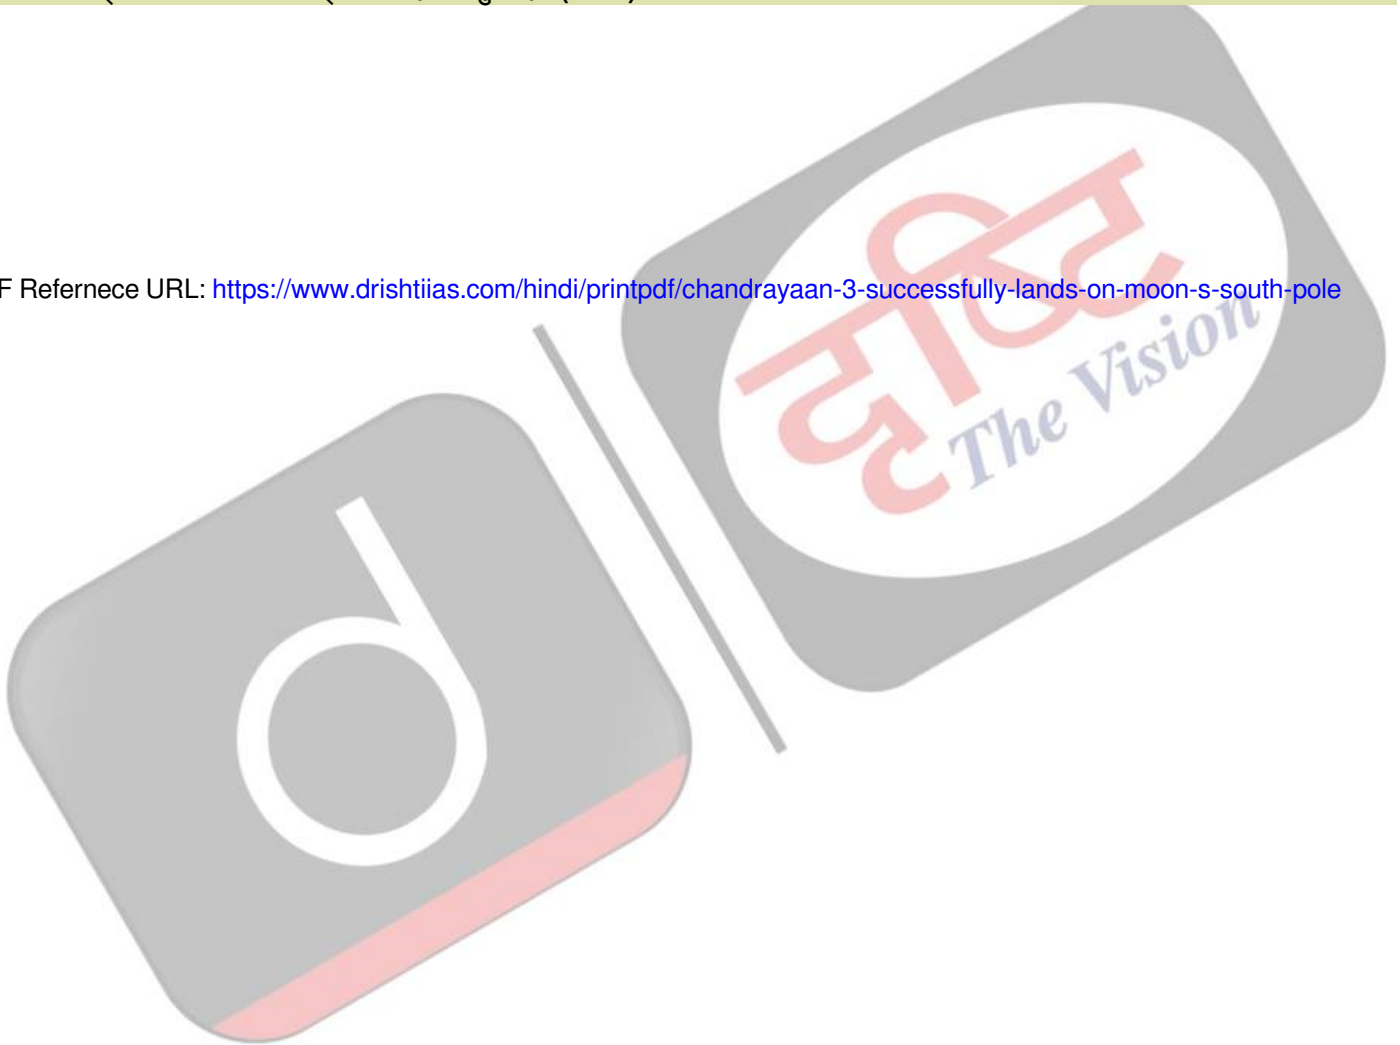 F Refernece URL: https://www.drishtiias.com/hindi/printpdf/chandrayaan-3-successfully-lands-on-moon-s-south-pole
दृष्टि
The Vision